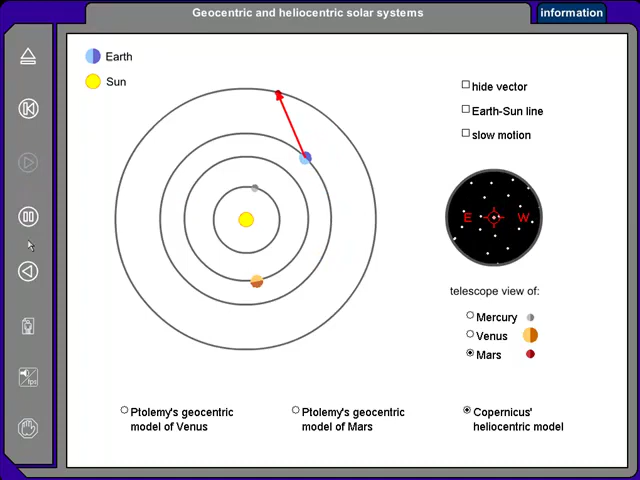 Geocentric and heliocentric solar systems
information
Earth
Sun
hide vector
Earth-Sun line
slow motion
E W
telescope view of:
Mercury
Venus
Mars
Ptolemy's geocentric
model of Venus
Ptolemy's geocentric
model of Mars
Copernicus'
heliocentric model